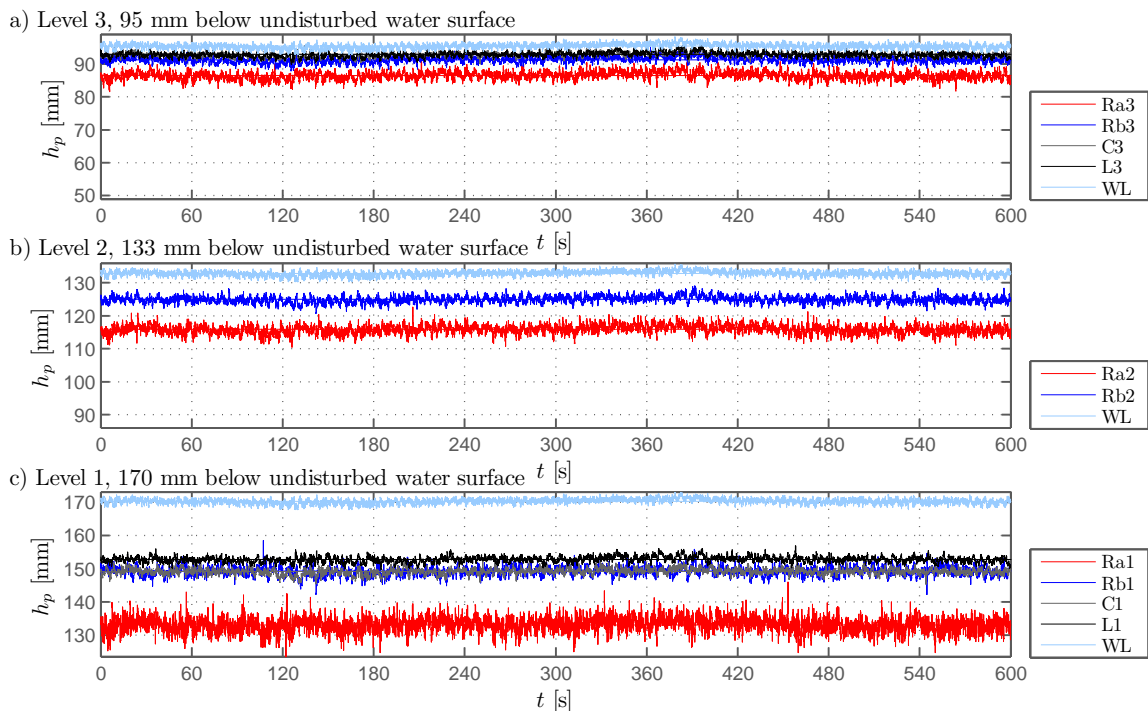 a) Level 3, 95 mm below undisturbed water surface
90
80
70
60
50
h_p [mm]
0 60 120 180 240 300 360 420 480 540 600
t [s]
Ra3
Rb3
C3
L3
WL
b) Level 2, 133 mm below undisturbed water surface
130
120
110
100
90
h_p [mm]
0 60 120 180 240 300 360 420 480 540 600
t [s]
Ra2
Rb2
WL
c) Level 1, 170 mm below undisturbed water surface
170
160
150
140
130
h_p [mm]
0 60 120 180 240 300 360 420 480 540 600
t [s]
Ra1
Rb1
C1
L1
WL